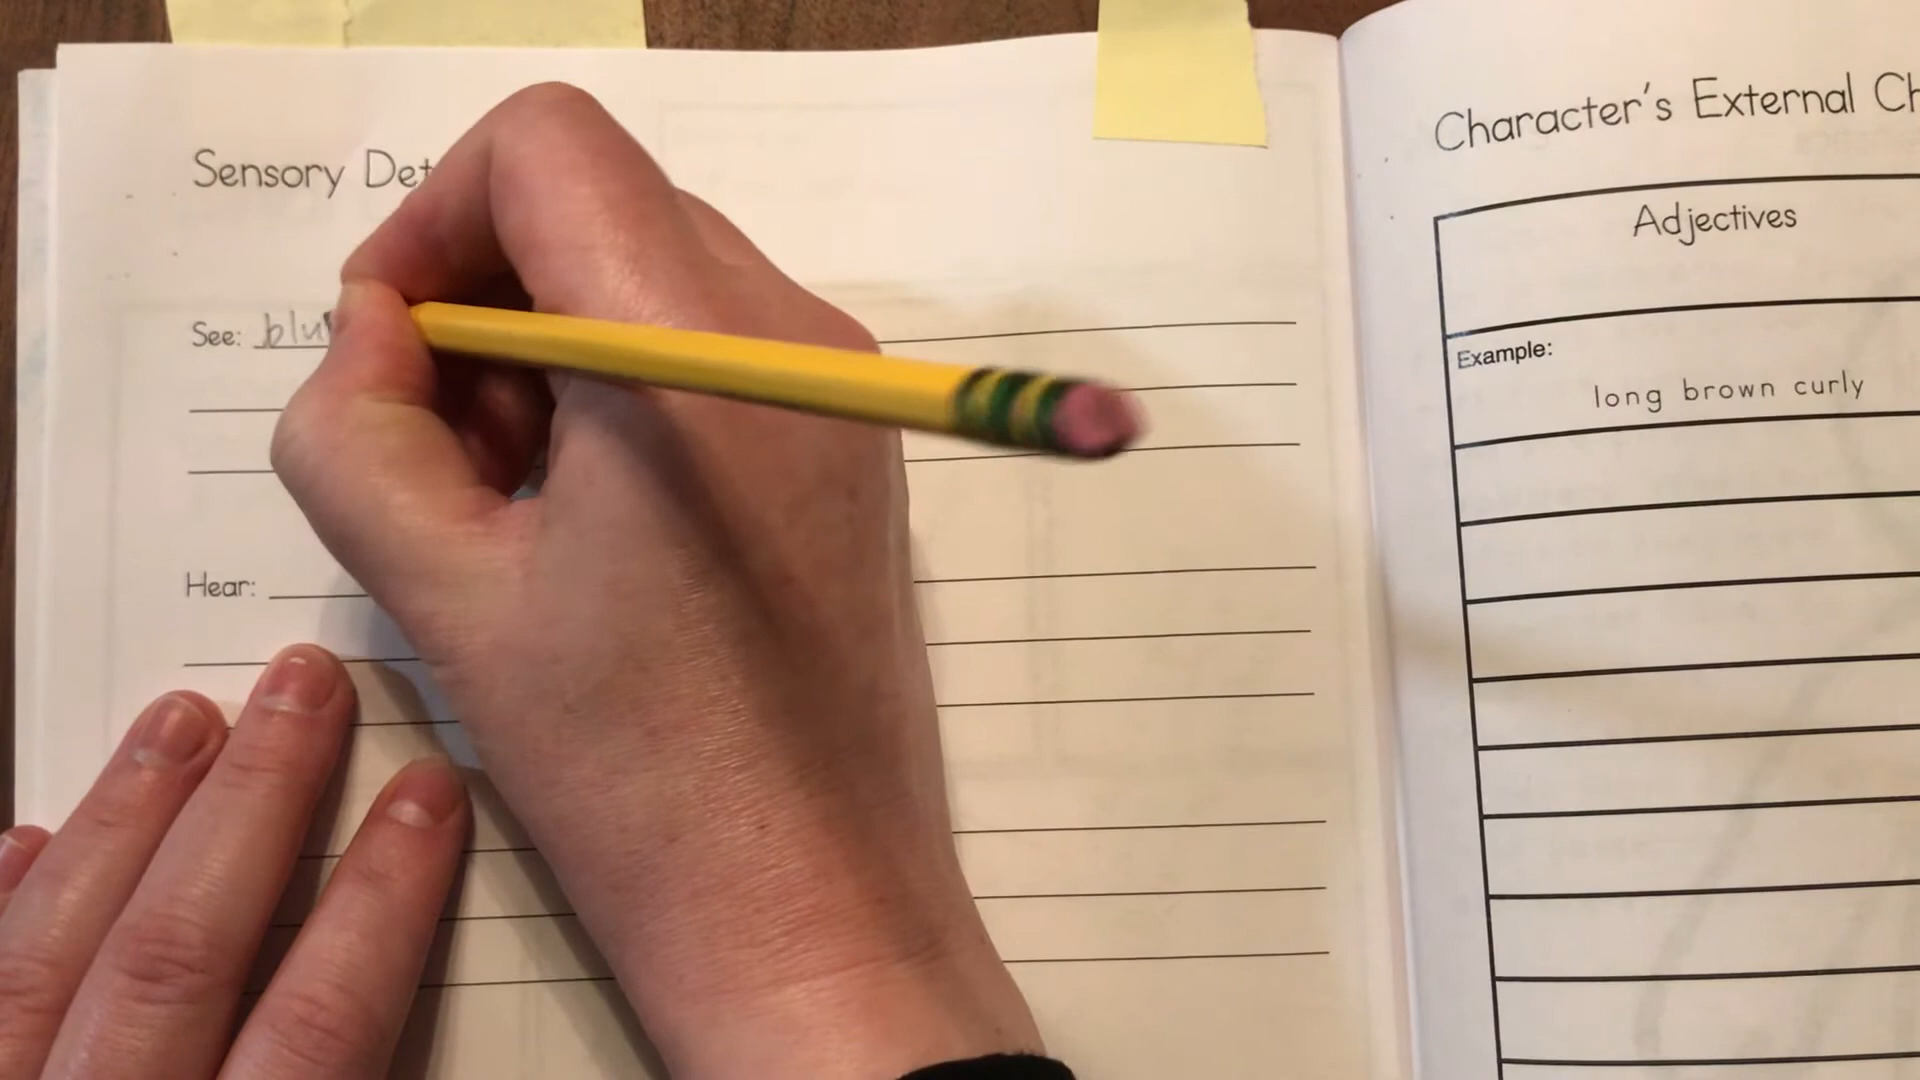 Sensory Det
See: blu
Hear:
Character's External Ch
Adjectives
Example:
long brown curly